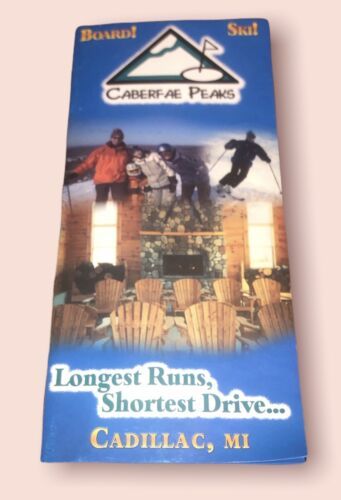 BOARD! SKI!
CABERFAE PEAKS
Longest Runs,
Shortest Drive...
CADILLAC, MI